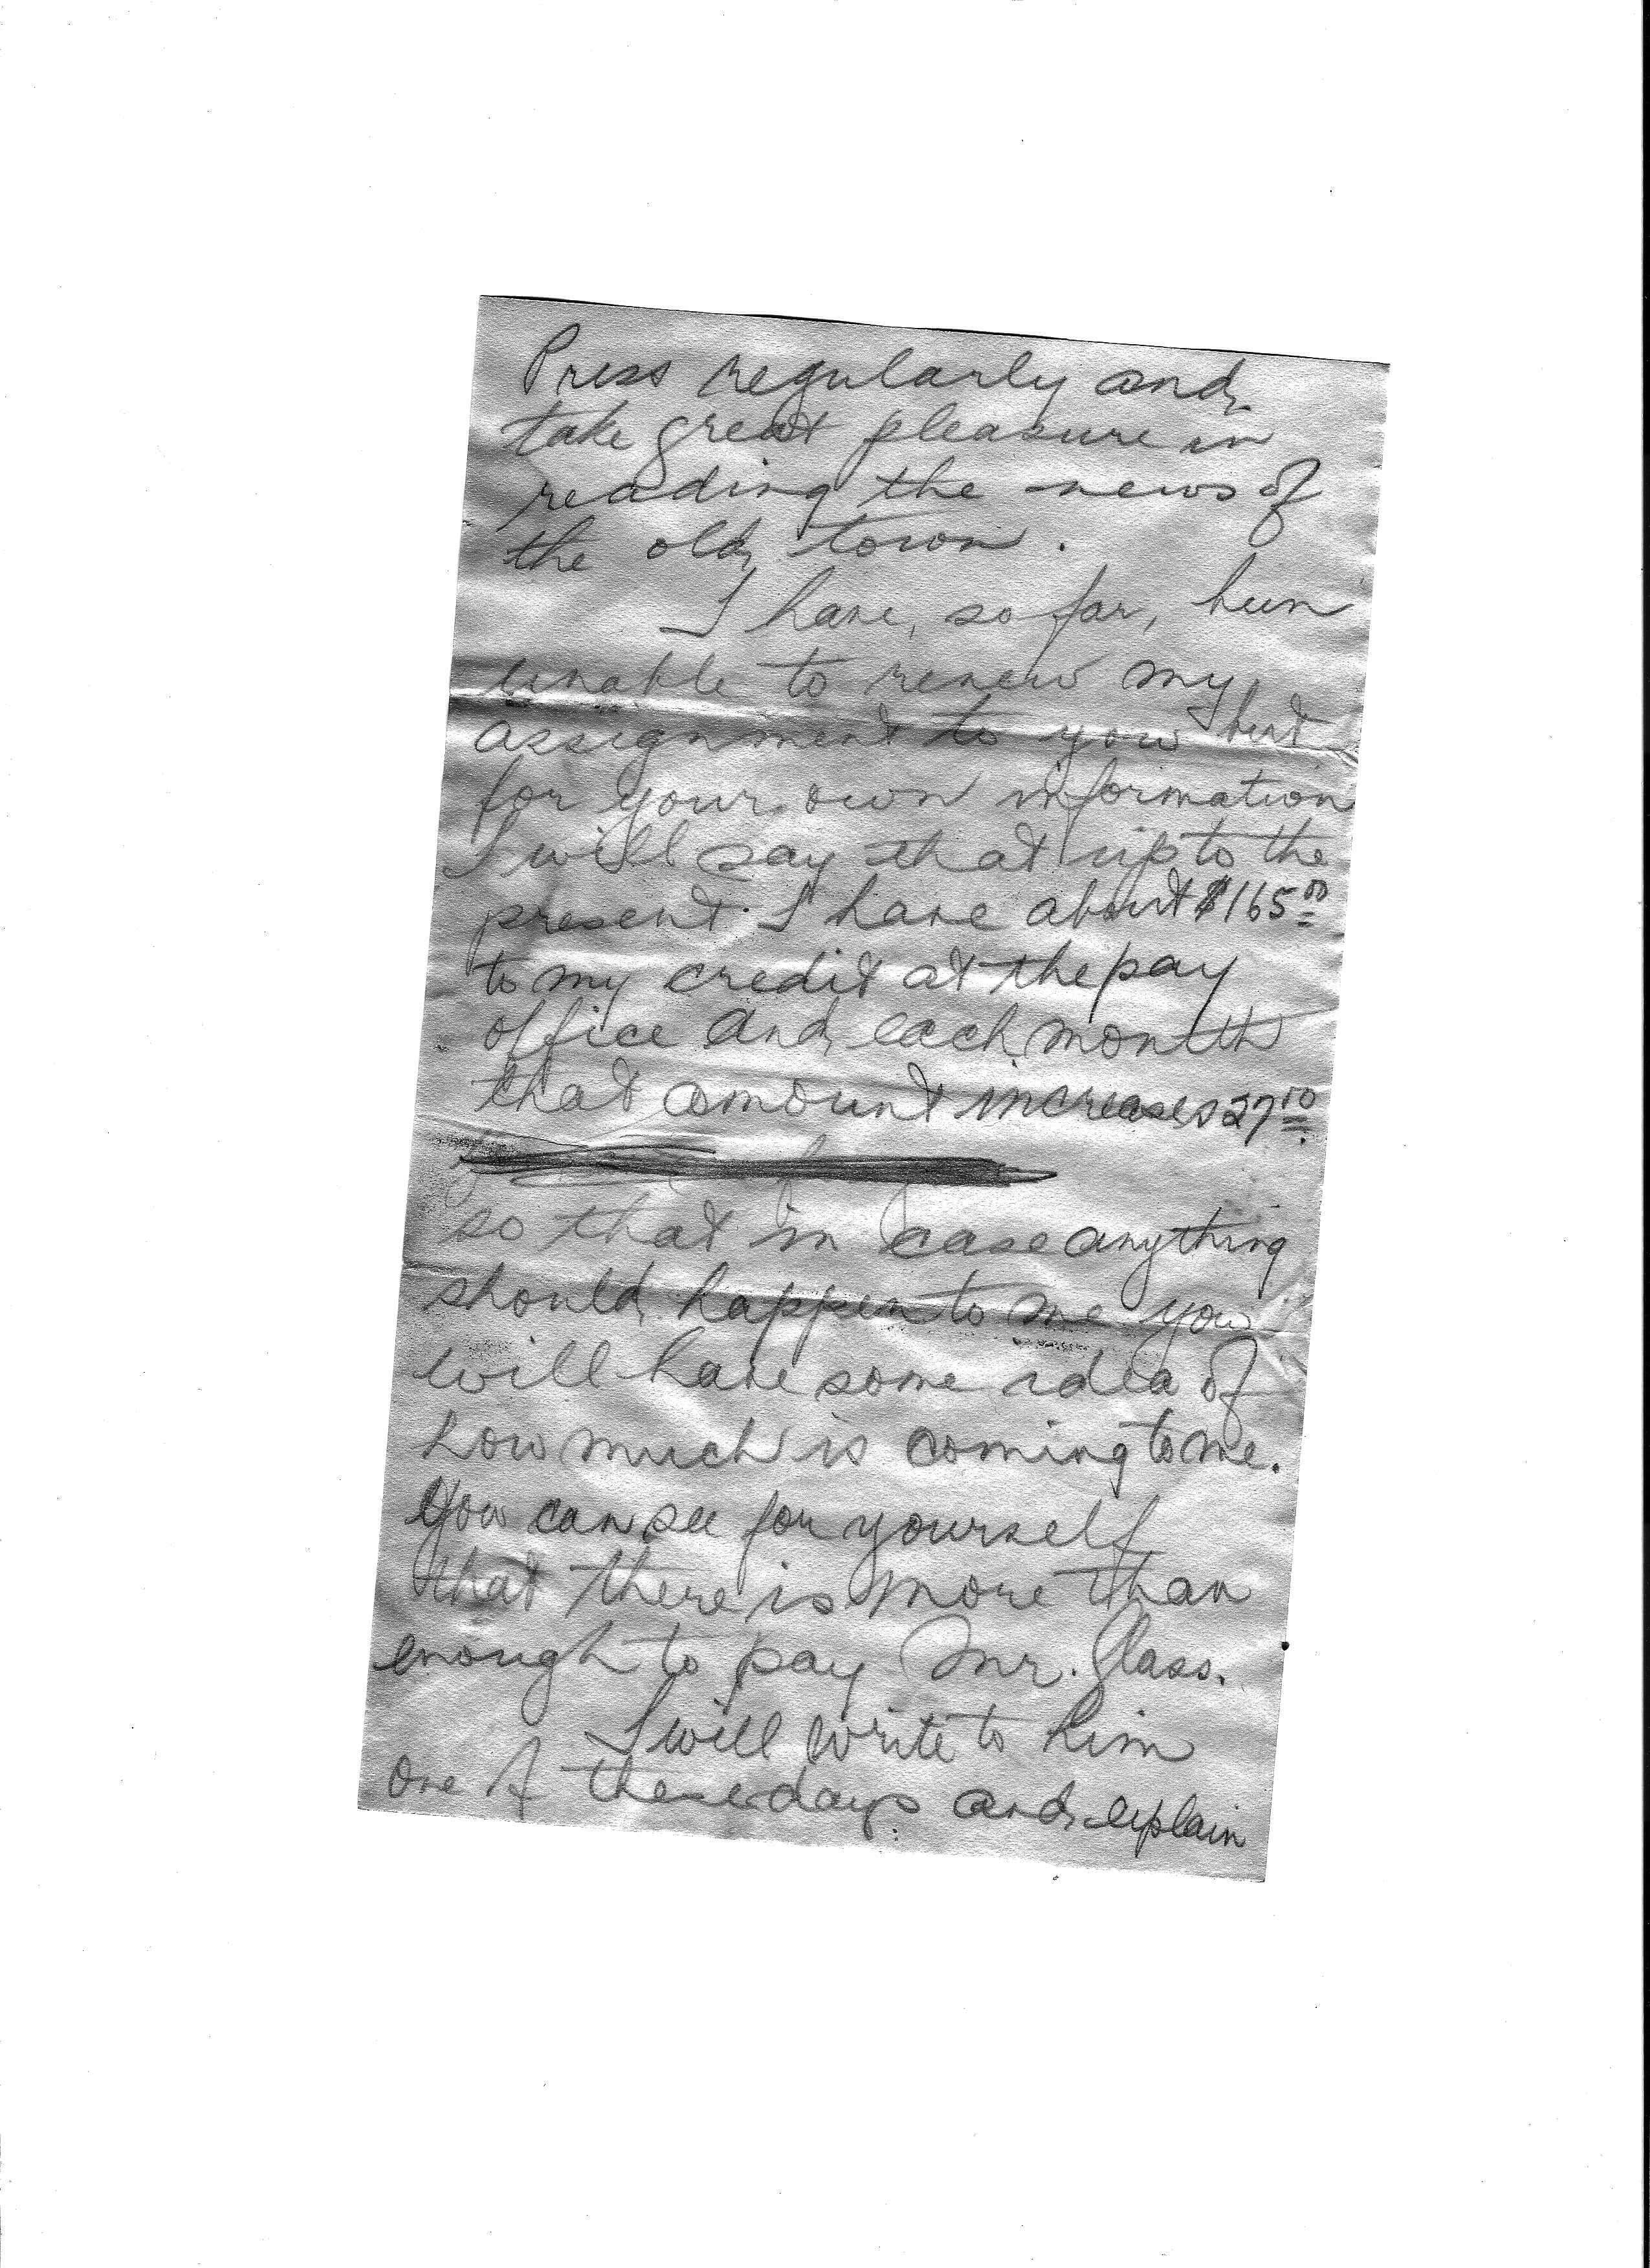 Press regularly and
take great pleasure in
reading the news of
the old town.
I have, so far, been
unable to renew my
assignment to you but
for your own information
I will say that up to the
present I have about $165.00
to my credit at the pay
office and each month
that amount increases 27.50
so that in case anything
should happen to me you
will have some idea of
how much is coming to me.
You can see for yourself
that there is more than
enough to pay Mr. Glass.
I will write to him
one of these days and explain